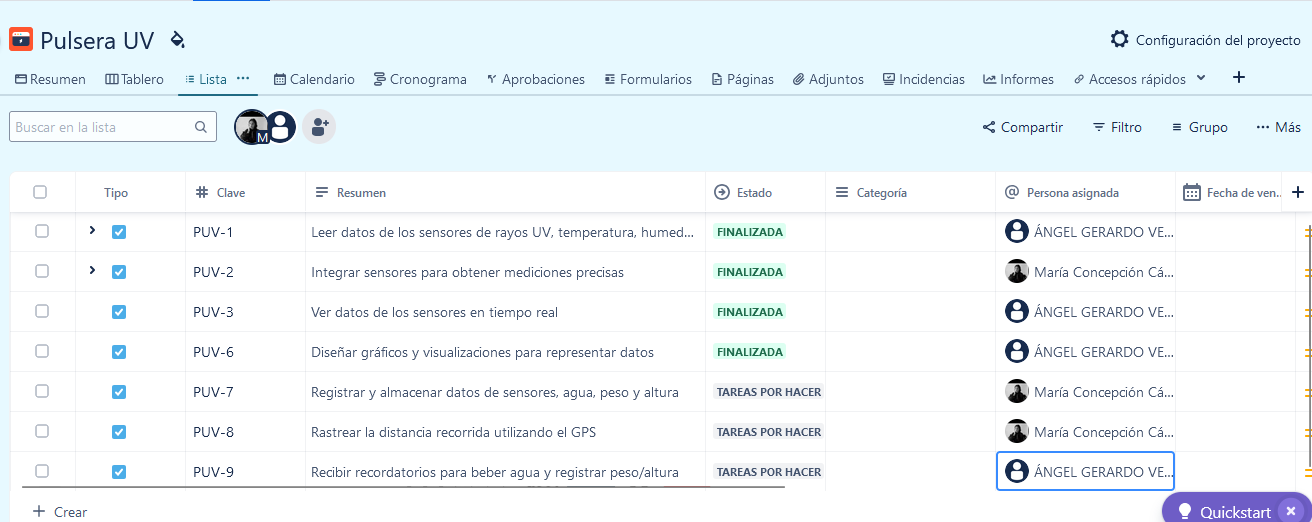 Pulsera UV
Configuración del proyecto
Resumen Tablero Lista Calendario Cronograma Aprobaciones Formularios Páginas Adjuntos Incidencias Informes Accesos rápidos
Buscar en la lista M Compartir Filtro Grupo Más
Tipo Clave Resumen Estado Categoría Persona asignada Fecha de ven...
PUV-1 Leer datos de los sensores de rayos UV, temperatura, humed... FINALIZADA ÁNGEL GERARDO VE...
PUV-2 Integrar sensores para obtener mediciones precisas FINALIZADA María Concepción Cá...
PUV-3 Ver datos de los sensores en tiempo real FINALIZADA ÁNGEL GERARDO VE...
PUV-6 Diseñar gráficos y visualizaciones para representar datos FINALIZADA ÁNGEL GERARDO VE...
PUV-7 Registrar y almacenar datos de sensores, agua, peso y altura TAREAS POR HACER María Concepción Cá...
PUV-8 Rastrear la distancia recorrida utilizando el GPS TAREAS POR HACER María Concepción Cá...
PUV-9 Recibir recordatorios para beber agua y registrar peso/altura TAREAS POR HACER ÁNGEL GERARDO VE...
+ Crear
Quickstart